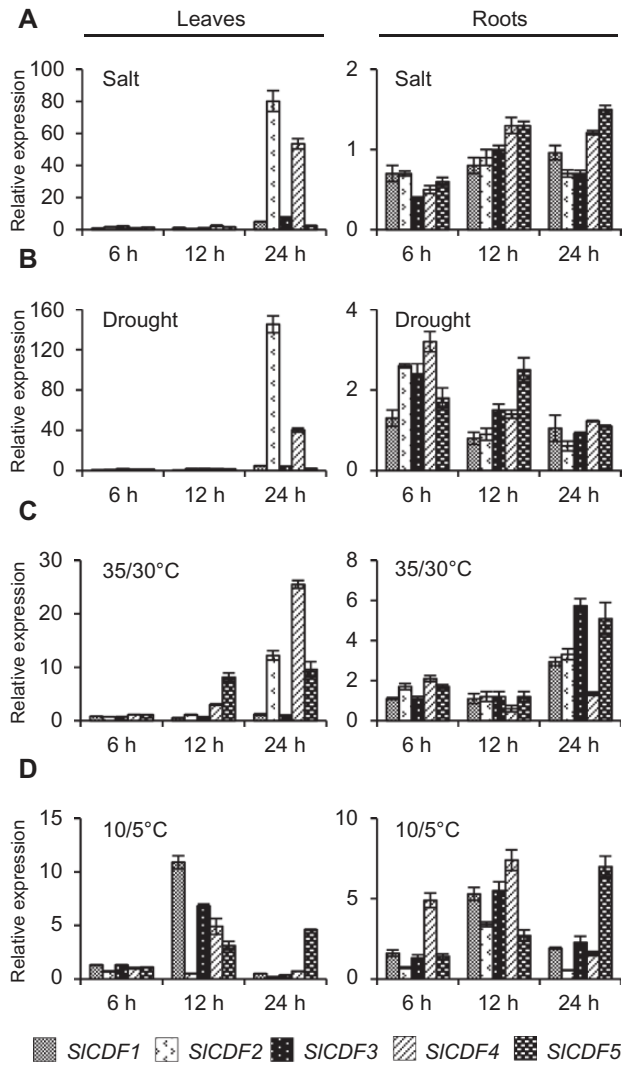 A Leaves Roots
Relative expression
100
80
60
40
20
0
Salt
6 h 12 h 24 h
2
1
0
Salt
6 h 12 h 24 h
B
Relative expression
160
120
80
40
0
Drought
6 h 12 h 24 h
4
2
0
Drought
6 h 12 h 24 h
C
Relative expression
30
20
10
0
35/30°C
6 h 12 h 24 h
8
6
4
2
0
35/30°C
6 h 12 h 24 h
D
Relative expression
15
10
5
0
10/5°C
6 h 12 h 24 h
10
5
0
10/5°C
6 h 12 h 24 h
SlCDF1 SlCDF2 SlCDF3 SlCDF4 SlCDF5